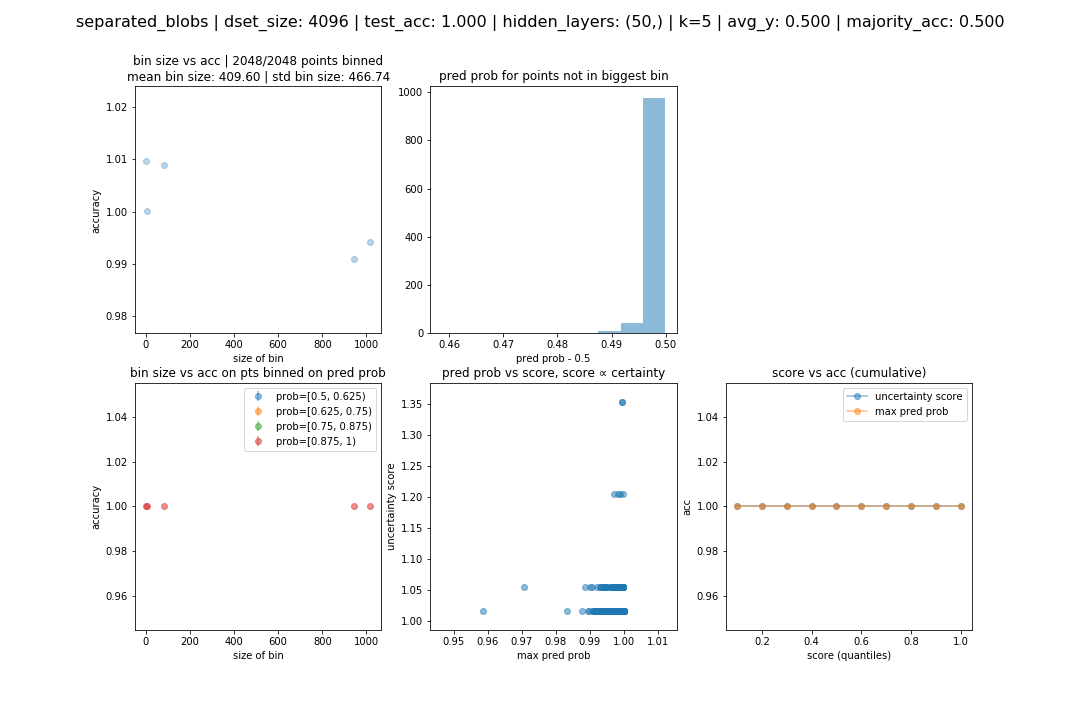 separated_blobs | dset_size: 4096 | test_acc: 1.000 | hidden_layers: (50,) | k=5 | avg_y: 0.500 | majority_acc: 0.500
bin size vs acc | 2048/2048 points binned
mean bin size: 409.60 | std bin size: 466.74
1.02
1.01
1.00
0.99
0.98
accuracy
0 200 400 600 800 1000
size of bin
pred prob for points not in biggest bin
1000
800
600
400
200
0
0.46 0.47 0.48 0.49 0.50
pred prob - 0.5
bin size vs acc on pts binned on pred prob
prob=[0.5, 0.625)
prob=[0.625, 0.75)
prob=[0.75, 0.875)
prob=[0.875, 1)
1.04
1.02
1.00
0.98
0.96
accuracy
0 200 400 600 800 1000
size of bin
pred prob vs score, score ∝ certainty
1.35
1.30
1.25
1.20
1.15
1.10
1.05
1.00
uncertainty score
0.95 0.96 0.97 0.98 0.99 1.00 1.01
max pred prob
score vs acc (cumulative)
uncertainty score
max pred prob
1.04
1.02
1.00
0.98
0.96
acc
0.2 0.4 0.6 0.8 1.0
score (quantiles)